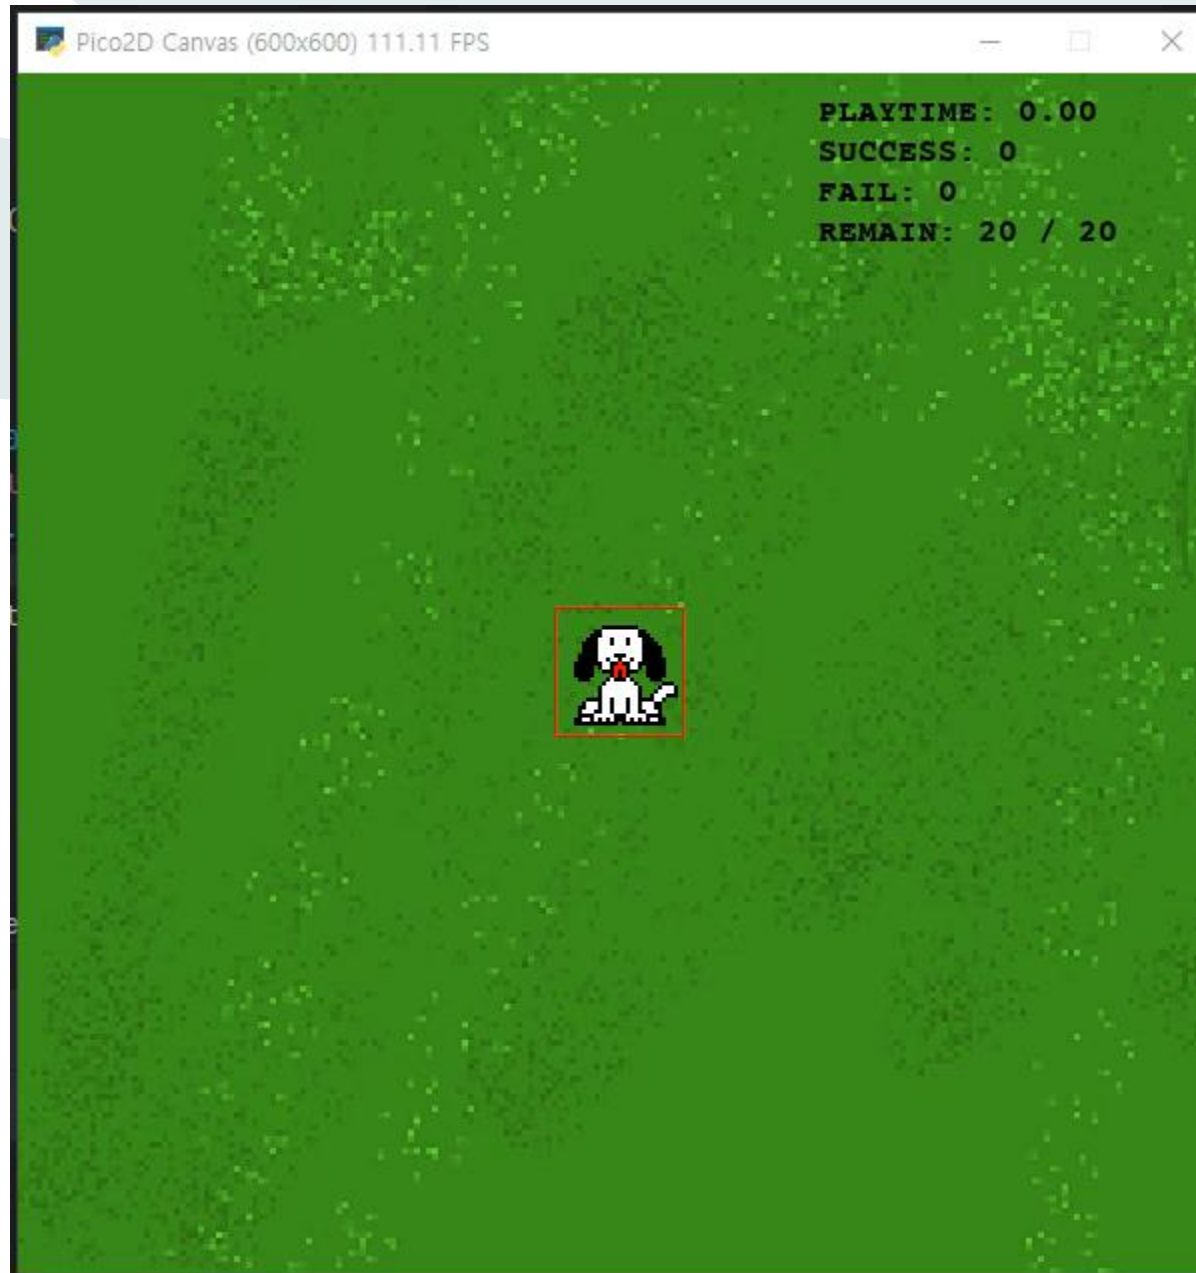 Pico2D Canvas (600x600) 111.11 FPS
PLAYTIME: 0.00
SUCCESS: 0
FAIL: 0
REMAIN: 20 / 20